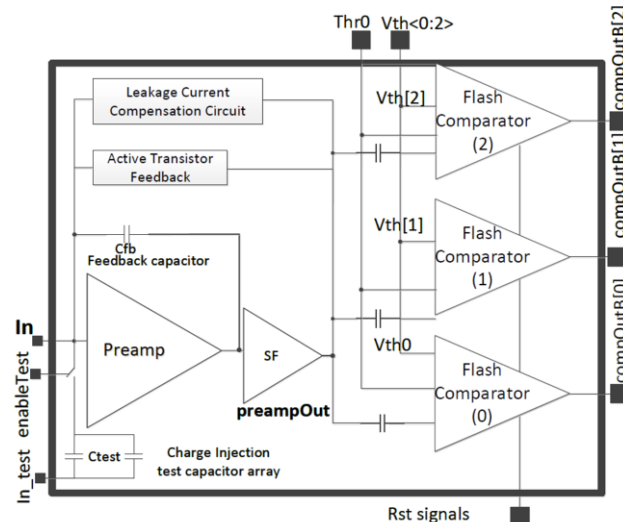 Thr0
Vth<0:2>
compOutB[2]
Leakage Current
Compensation Circuit
Vth[2]
Flash
Comparator
(2)
Active Transistor
Feedback
compOutB[1]
Cfb
Feedback capacitor
Vth[1]
Flash
Comparator
(1)
In
Preamp
SF
Vth0
compOutB[0]
enableTest
preampOut
Flash
Comparator
(0)
In_test
Ctest
Charge Injection
test capacitor array
Rst signals